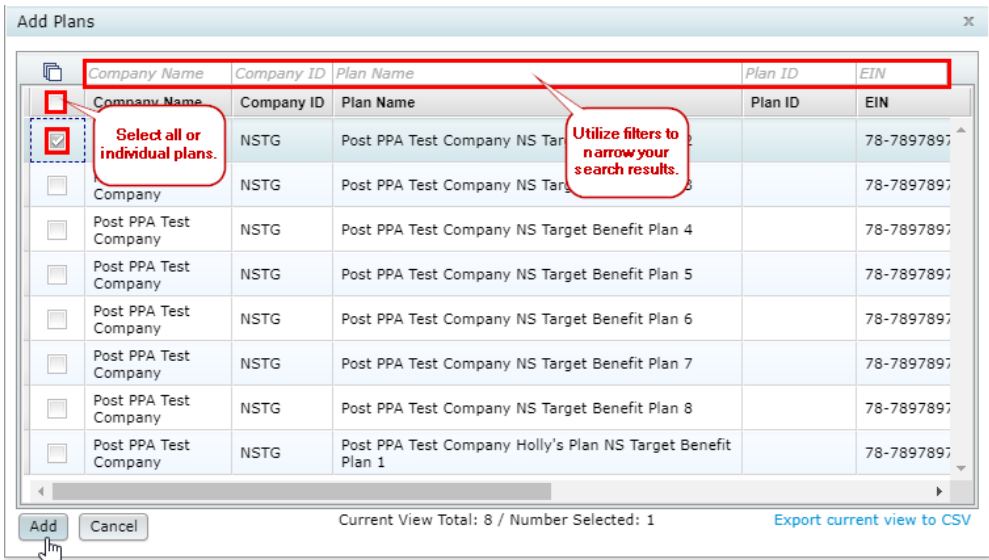 Add Plans x
Company Name Company ID Plan Name Plan ID EIN
Company Name Company ID Plan Name Plan ID EIN
Select all or
individual plans.
Utilize filters to
narrow your
search results.
NSTG Post PPA Test Company NS Tar 2 78-7897897
Company NSTG Post PPA Test Company NS Targ 3 78-7897897
Post PPA Test
Company NSTG Post PPA Test Company NS Target Benefit Plan 4 78-7897897
Post PPA Test
Company NSTG Post PPA Test Company NS Target Benefit Plan 5 78-7897897
Post PPA Test
Company NSTG Post PPA Test Company NS Target Benefit Plan 6 78-7897897
Post PPA Test
Company NSTG Post PPA Test Company NS Target Benefit Plan 7 78-7897897
Post PPA Test
Company NSTG Post PPA Test Company NS Target Benefit Plan 8 78-7897897
Post PPA Test
Company NSTG Post PPA Test Company Holly's Plan NS Target Benefit
Plan 1 78-7897897
Add Cancel Current View Total: 8 / Number Selected: 1 Export current view to CSV